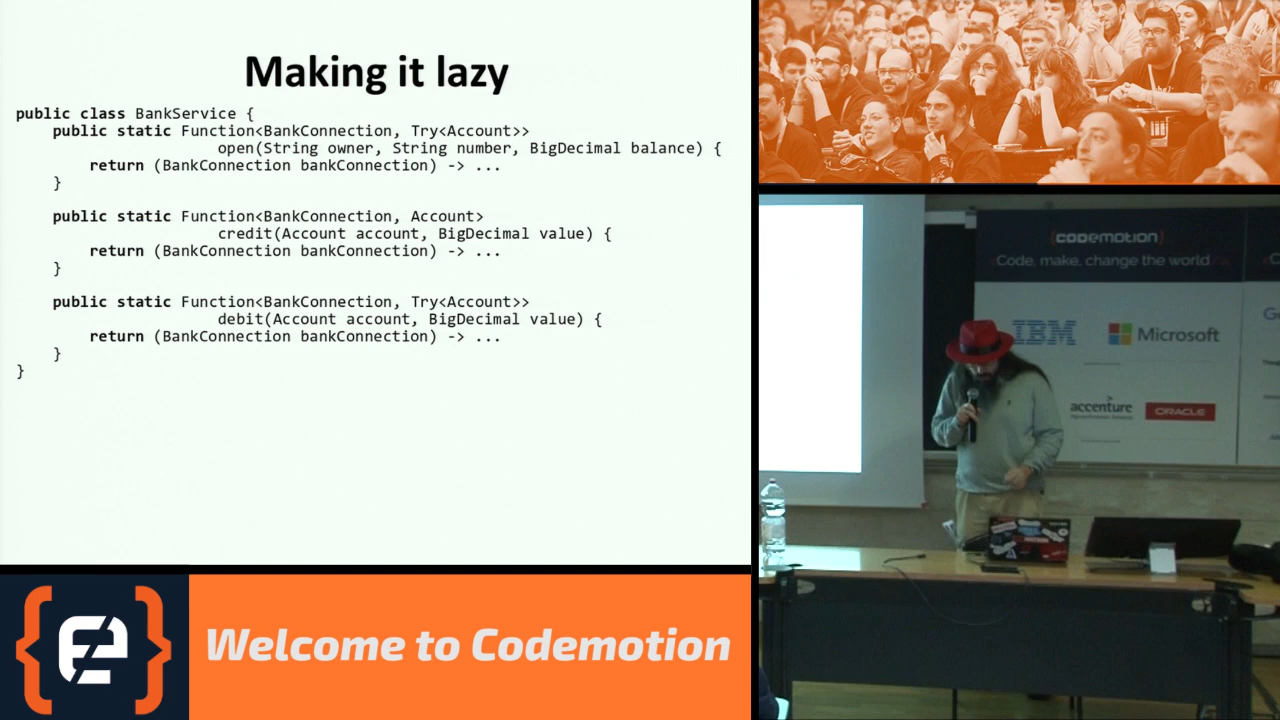 Making it lazy
public class BankService {
    public static Function<BankConnection, Try<Account>>
                      open(String owner, String number, BigDecimal balance) {
        return (BankConnection bankConnection) -> ...
    }

    public static Function<BankConnection, Account>
                      credit(Account account, BigDecimal value) {
        return (BankConnection bankConnection) -> ...
    }

    public static Function<BankConnection, Try<Account>>
                      debit(Account account, BigDecimal value) {
        return (BankConnection bankConnection) -> ...
    }
}
{codemotion}
Code, make, change the world
IBM
Microsoft
accenture
ORACLE
Welcome to Codemotion